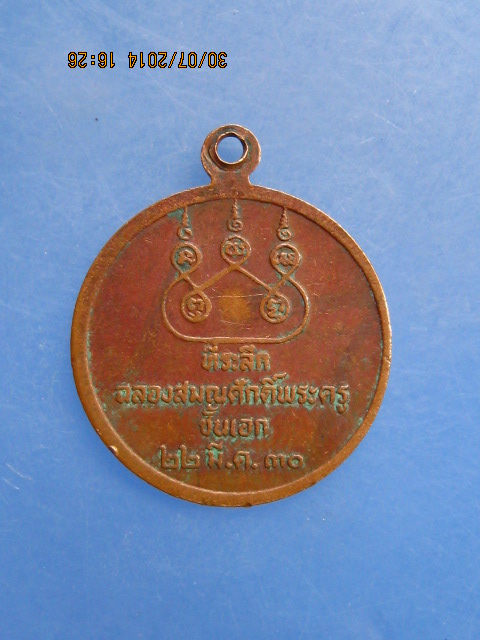 30/07/2014 16:26
ที่ระลึก
ฉลองสมณศักดิ์พระครู
ชั้นเอก
๒๒ มี.ค. ๓๐